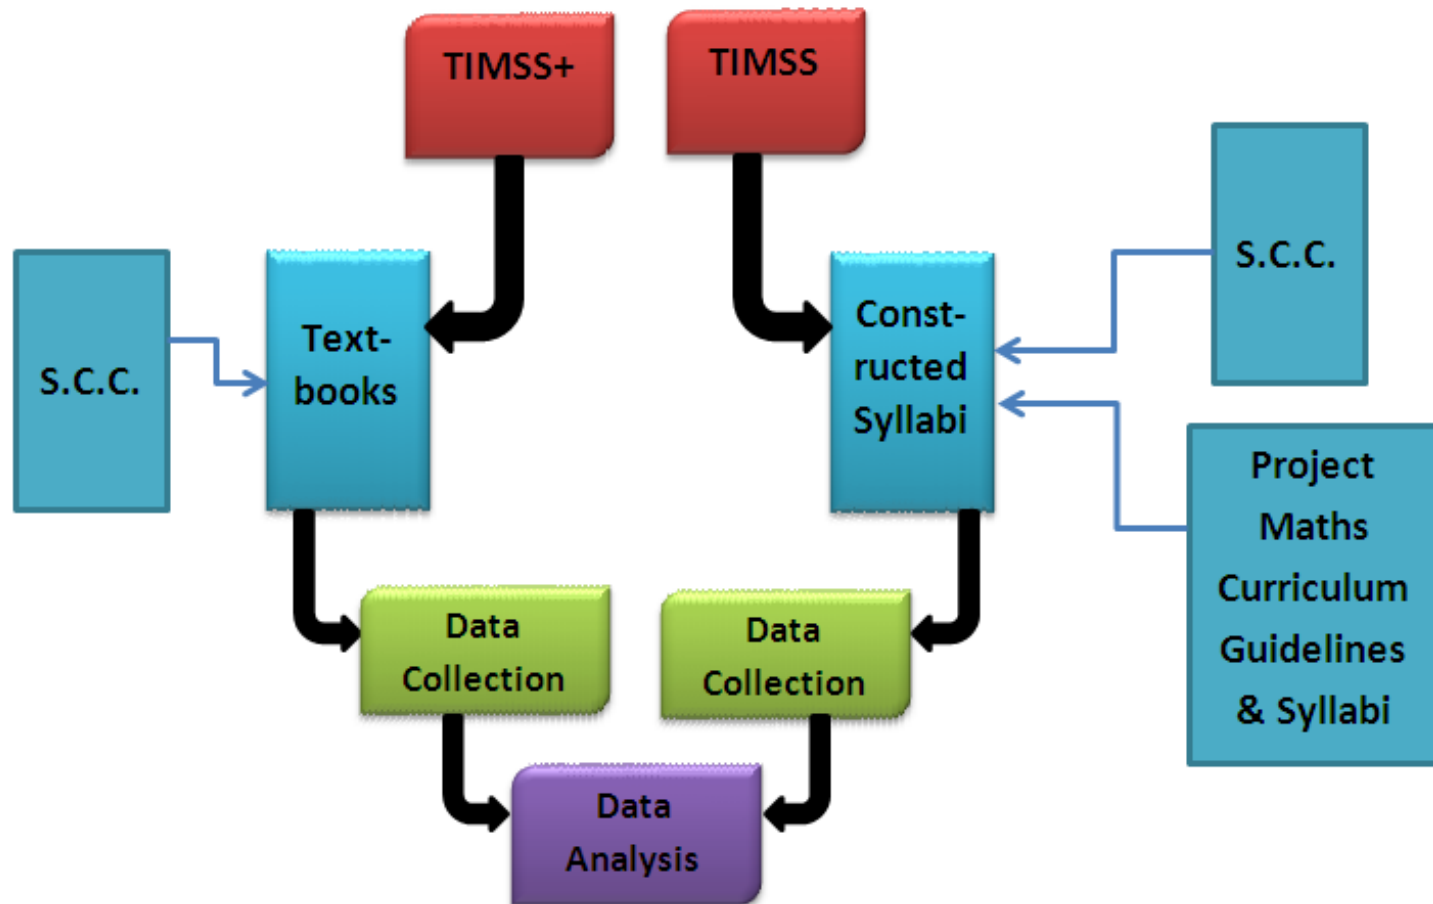 TIMSS+
TIMSS
S.C.C.
Text-
books
Const-
ructed
Syllabi
S.C.C.
Project
Maths
Curriculum
Guidelines
& Syllabi
Data
Collection
Data
Collection
Data
Analysis